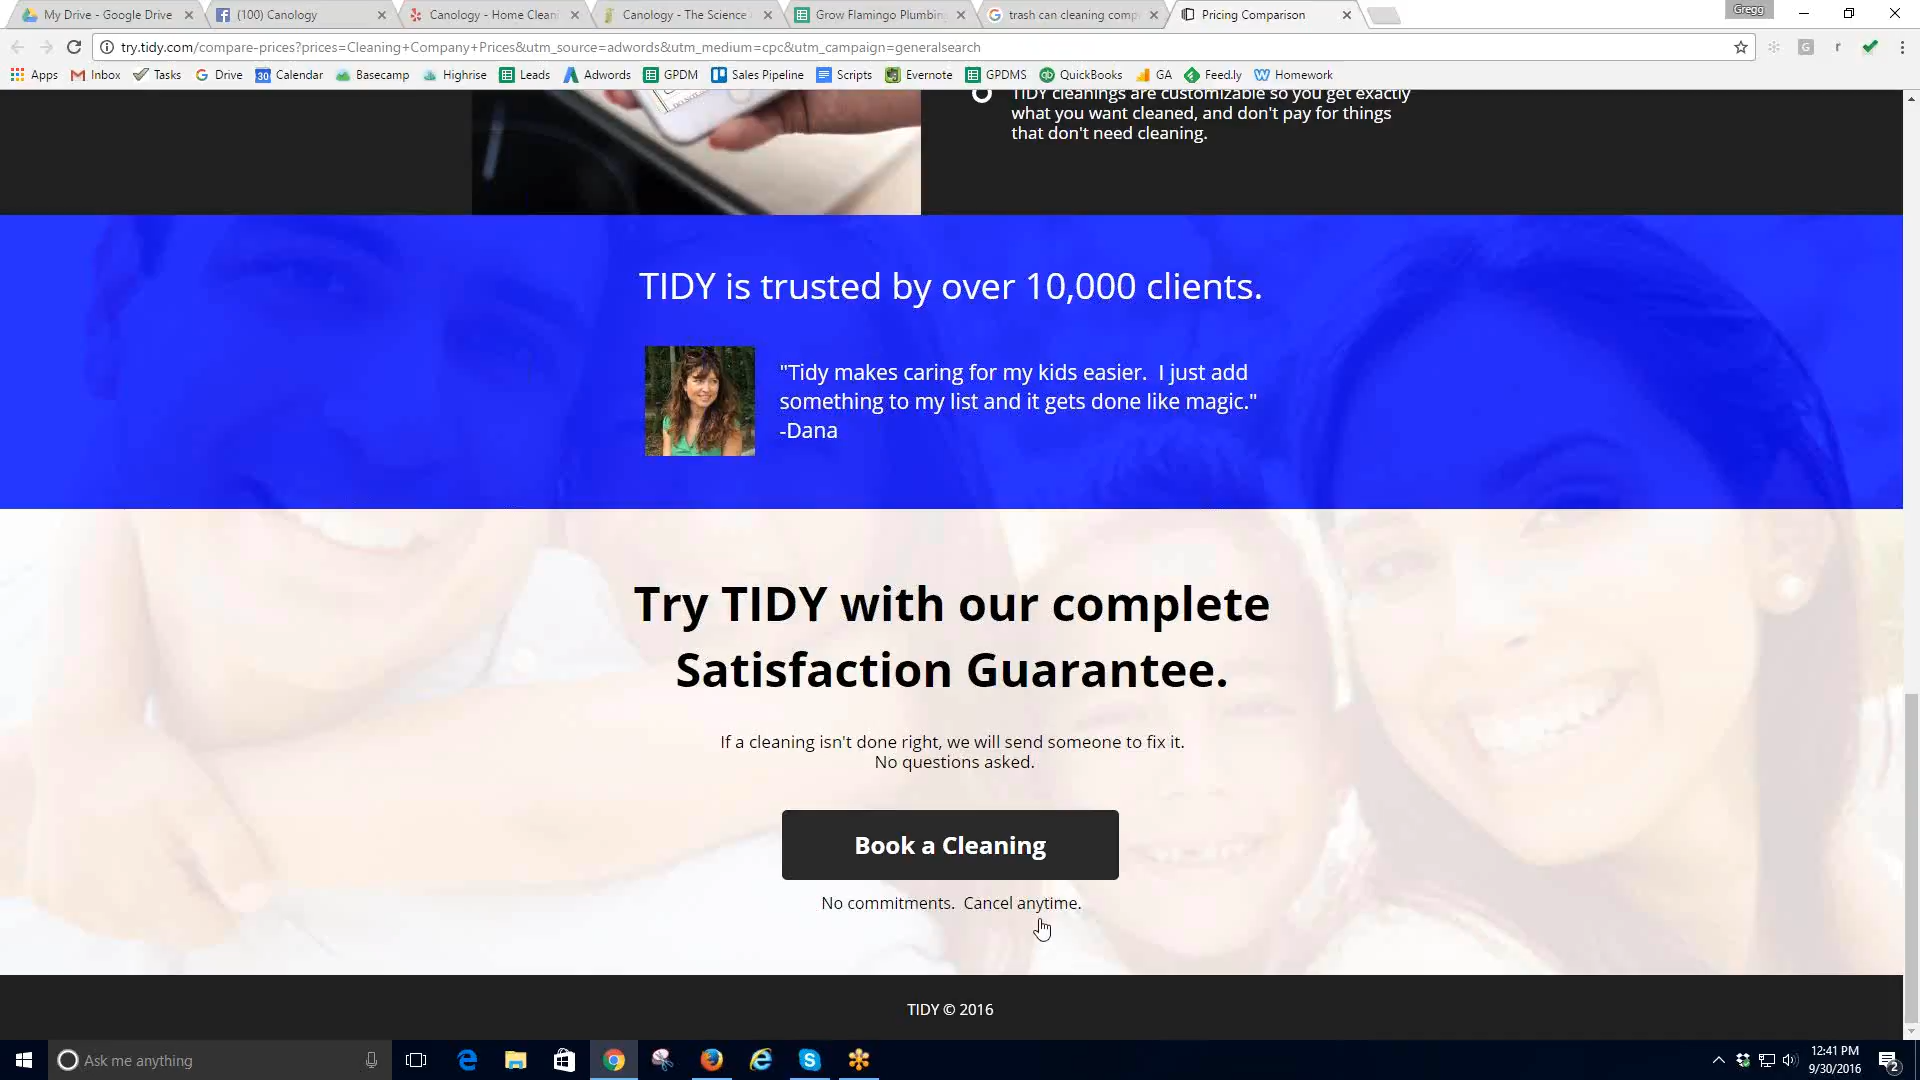 My Drive - Google Drive
(100) Canology
Canology - Home Clean
Canology - The Science
Grow Flamingo Plumbin
trash can cleaning comp
Pricing Comparison
Gregg
try.tidy.com/compare-prices?prices=Cleaning+Company+Prices&utm_source=adwords&utm_medium=cpc&utm_campaign=generalsearch
Apps Inbox Tasks Drive Calendar Basecamp Highrise Leads Adwords GPDM Sales Pipeline Scripts Evernote GPDMS QuickBooks GA Feed.ly Homework
TIDY cleanings are customizable so you get exactly
what you want cleaned, and don't pay for things
that don't need cleaning.
TIDY is trusted by over 10,000 clients.
"Tidy makes caring for my kids easier. I just add
something to my list and it gets done like magic."
-Dana
Try TIDY with our complete
Satisfaction Guarantee.
If a cleaning isn't done right, we will send someone to fix it.
No questions asked.
Book a Cleaning
No commitments. Cancel anytime.
TIDY © 2016
Ask me anything
12:41 PM
9/30/2016
2